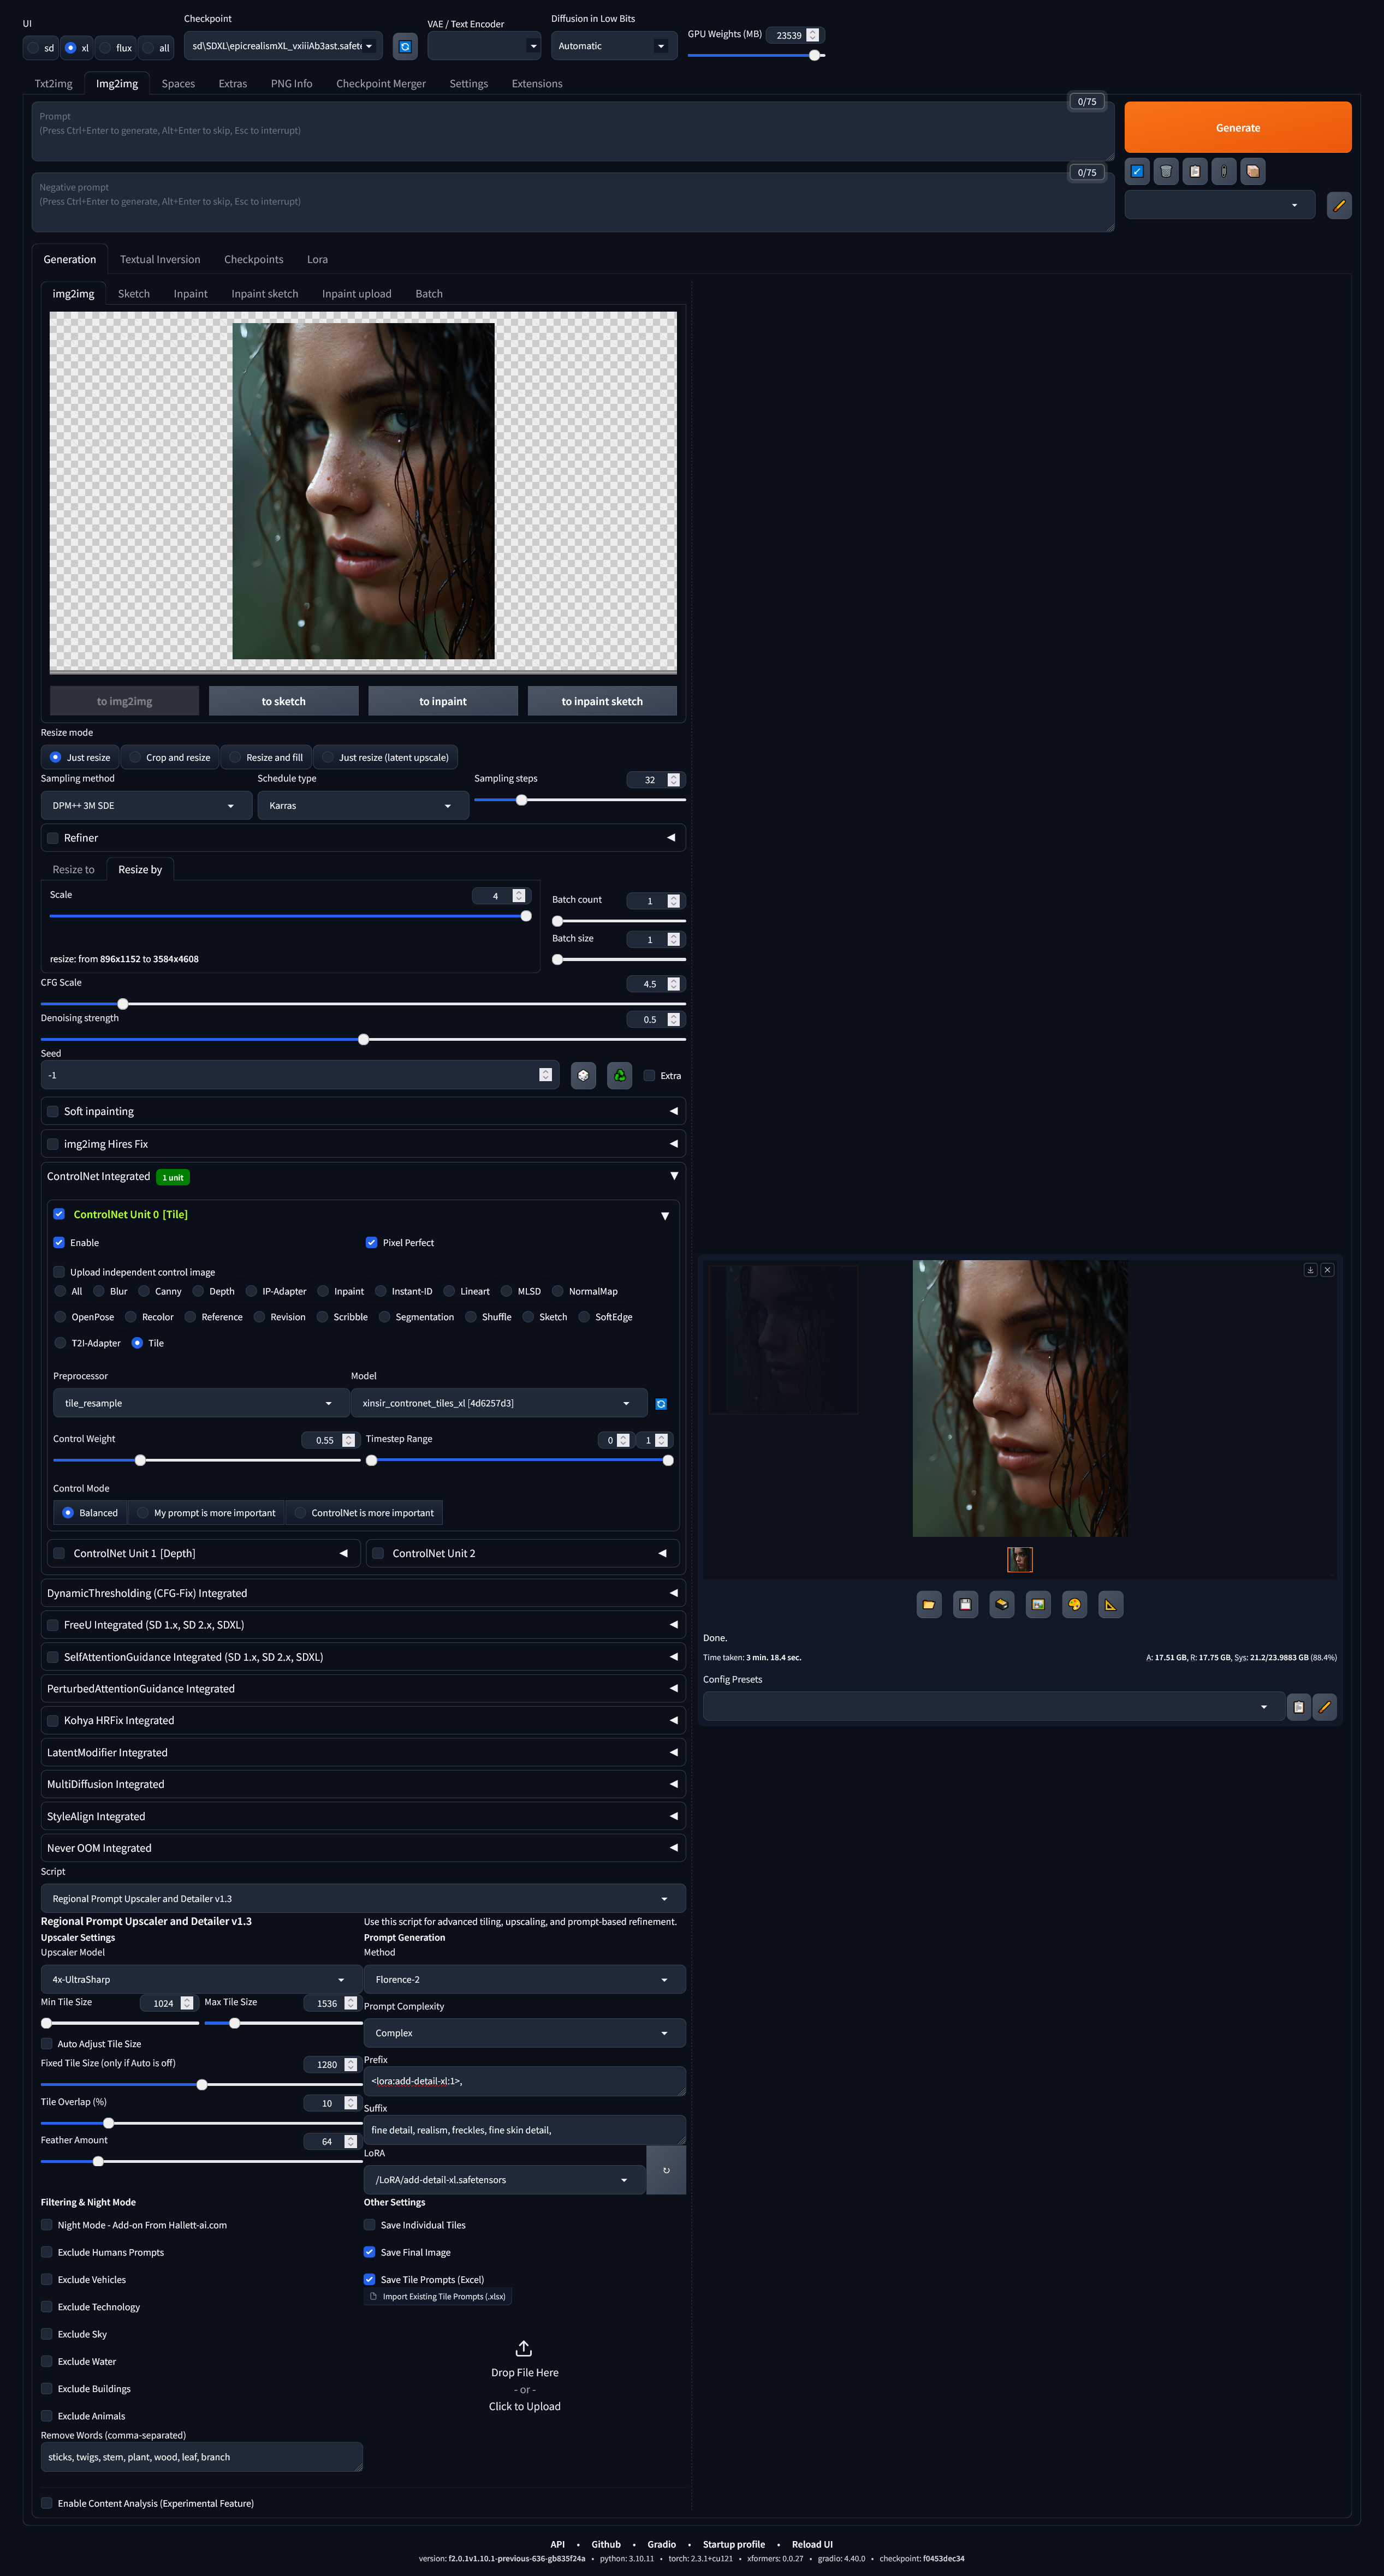 UI
Checkpoint
VAE / Text Encoder
Diffusion in Low Bits
GPU Weights (MB)
23539
sd
xl
flux
all
sd\SDXL\epicrealismXL_vxiiiAb3ast.safete
Automatic
Txt2img
Img2img
Spaces
Extras
PNG Info
Checkpoint Merger
Settings
Extensions
0/75
Prompt
(Press Ctrl+Enter to generate, Alt+Enter to skip, Esc to interrupt)
Generate
0/75
Negative prompt
(Press Ctrl+Enter to generate, Alt+Enter to skip, Esc to interrupt)
Generation
Textual Inversion
Checkpoints
Lora
img2img
Sketch
Inpaint
Inpaint sketch
Inpaint upload
Batch
to img2img
to sketch
to inpaint
to inpaint sketch
Resize mode
Just resize
Crop and resize
Resize and fill
Just resize (latent upscale)
Sampling method
Schedule type
Sampling steps
32
DPM++ 3M SDE
Karras
Refiner
Resize to
Resize by
Scale
4
Batch count
1
Batch size
1
resize: from 896x1152 to 3584x4608
CFG Scale
4.5
Denoising strength
0.5
Seed
-1
Extra
Soft inpainting
img2img Hires Fix
ControlNet Integrated
1 unit
ControlNet Unit 0 [Tile]
Enable
Pixel Perfect
Upload independent control image
All
Blur
Canny
Depth
IP-Adapter
Inpaint
Instant-ID
Lineart
MLSD
NormalMap
OpenPose
Recolor
Reference
Revision
Scribble
Segmentation
Shuffle
Sketch
SoftEdge
T2I-Adapter
Tile
Preprocessor
Model
tile_resample
xinsir_contronet_tiles_xl [4d6257d3]
Control Weight
0.55
Timestep Range
0
1
Control Mode
Balanced
My prompt is more important
ControlNet is more important
ControlNet Unit 1 [Depth]
ControlNet Unit 2
DynamicThresholding (CFG-Fix) Integrated
FreeU Integrated (SD 1.x, SD 2.x, SDXL)
SelfAttentionGuidance Integrated (SD 1.x, SD 2.x, SDXL)
PerturbedAttentionGuidance Integrated
Kohya HRFix Integrated
LatentModifier Integrated
MultiDiffusion Integrated
StyleAlign Integrated
Never OOM Integrated
Done.
Time taken: 3 min. 18.4 sec.
A: 17.51 GB, R: 17.75 GB, Sys: 21.2/23.9883 GB (88.4%)
Config Presets
Script
Regional Prompt Upscaler and Detailer v1.3
Regional Prompt Upscaler and Detailer v1.3
Use this script for advanced tiling, upscaling, and prompt-based refinement.
Upscaler Settings
Prompt Generation
Upscaler Model
Method
4x-UltraSharp
Florence-2
Min Tile Size
1024
Max Tile Size
1536
Prompt Complexity
Complex
Auto Adjust Tile Size
Fixed Tile Size (only if Auto is off)
1280
Prefix
<lora:add-detail-xl:1>,
Tile Overlap (%)
10
Suffix
fine detail, realism, freckles, fine skin detail,
Feather Amount
64
LoRA
/LoRA/add-detail-xl.safetensors
Filtering & Night Mode
Other Settings
Night Mode - Add-on From Hallett-ai.com
Save Individual Tiles
Exclude Humans Prompts
Save Final Image
Exclude Vehicles
Save Tile Prompts (Excel)
Import Existing Tile Prompts (.xlsx)
Exclude Technology
Exclude Sky
Exclude Water
Exclude Buildings
Exclude Animals
Drop File Here
- or -
Click to Upload
Remove Words (comma-separated)
sticks, twigs, stem, plant, wood, leaf, branch
Enable Content Analysis (Experimental Feature)
API • Github • Gradio • Startup profile • Reload UI
version: f2.0.1v1.10.1-previous-636-gb835f24a • python: 3.10.11 • torch: 2.3.1+cu121 • xformers: 0.0.27 • gradio: 4.40.0 • checkpoint: f0453dec34